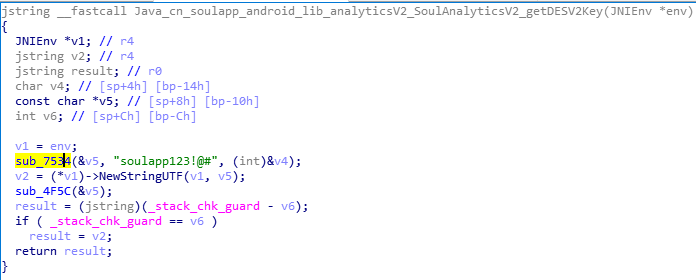 jstring __fastcall Java_cn_soulapp_android_lib_analyticsV2_SoulAnalyticsV2_getDESV2Key(JNIEnv *env)
{
  JNIEnv *v1; // r4
  jstring v2; // r4
  jstring result; // r0
  char v4; // [sp+4h] [bp-14h]
  const char *v5; // [sp+8h] [bp-10h]
  int v6; // [sp+Ch] [bp-Ch]

  v1 = env;
  sub_7534(&v5, "soulapp123!@#", (int)&v4);
  v2 = (*v1)->NewStringUTF(v1, v5);
  sub_4F5C(&v5);
  result = (jstring)(_stack_chk_guard - v6);
  if ( _stack_chk_guard == v6 )
    result = v2;
  return result;
}